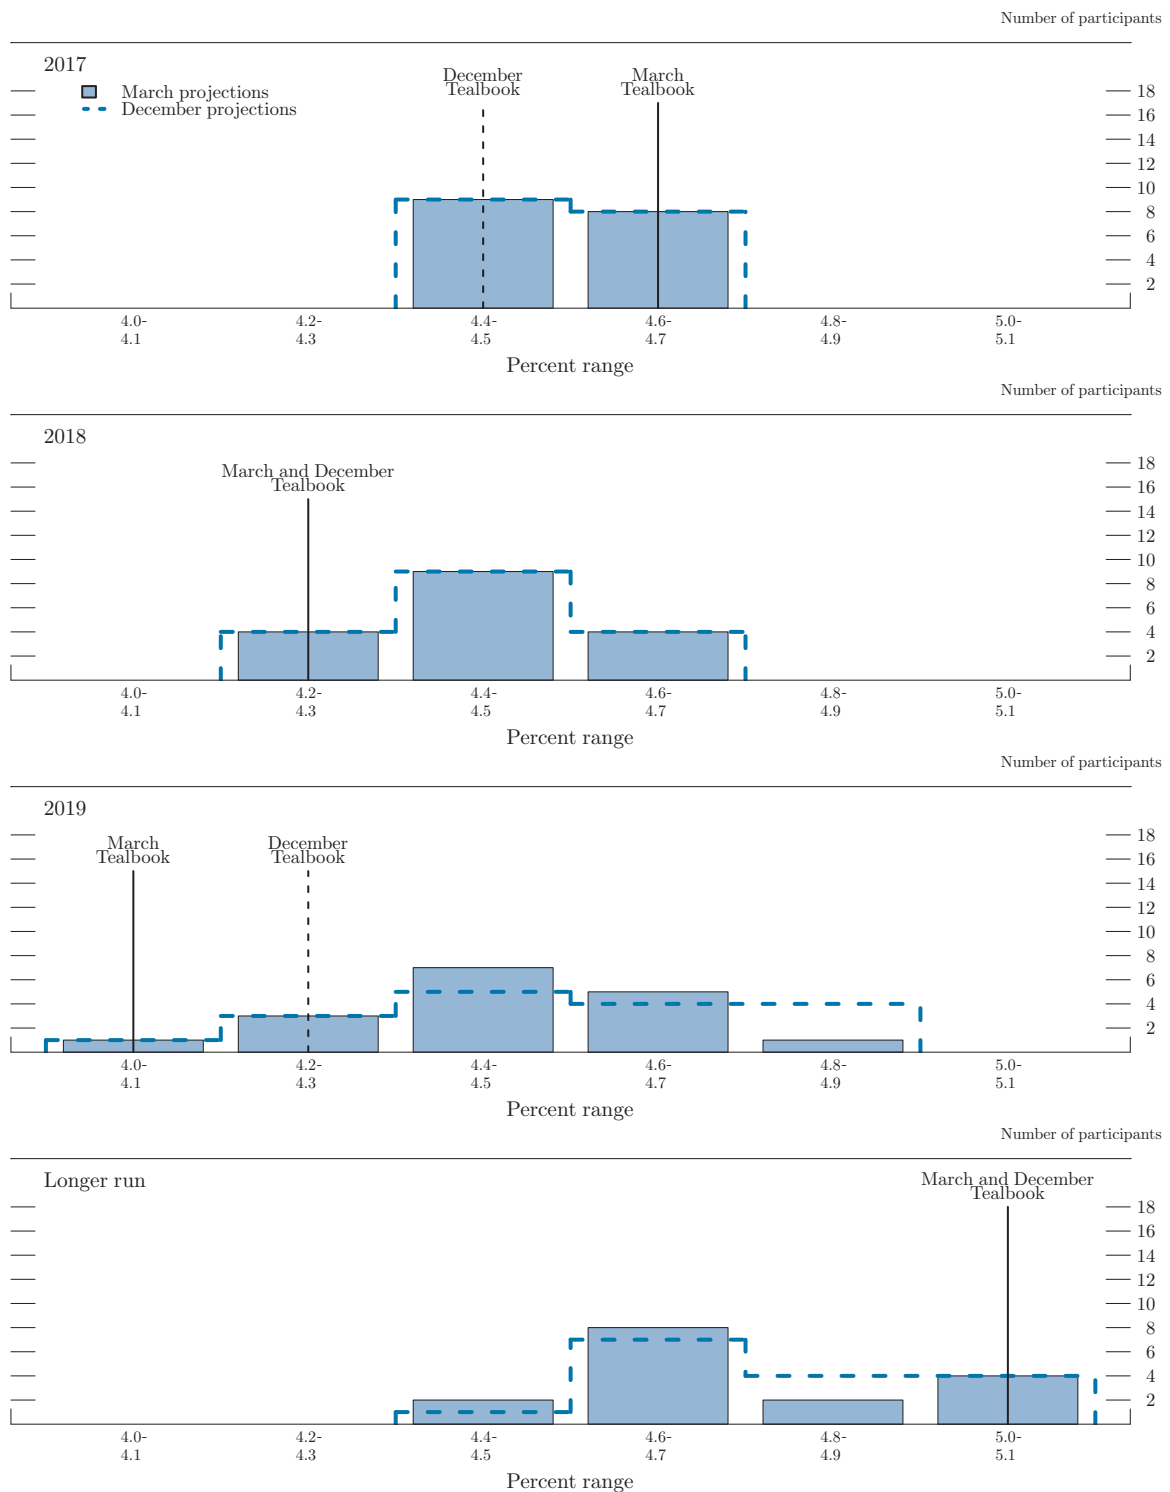 Number of participants
2017
December
Tealbook
March
Tealbook
March projections
December projections
18
16
14
12
10
8
6
4
2
4.0- 4.2- 4.4- 4.6- 4.8- 5.0-
4.1 4.3 4.5 4.7 4.9 5.1
Percent range
Number of participants
2018
March and December
Tealbook
18
16
14
12
10
8
6
4
2
4.0- 4.2- 4.4- 4.6- 4.8- 5.0-
4.1 4.3 4.5 4.7 4.9 5.1
Percent range
Number of participants
2019
March
Tealbook
December
Tealbook
18
16
14
12
10
8
6
4
2
4.0- 4.2- 4.4- 4.6- 4.8- 5.0-
4.1 4.3 4.5 4.7 4.9 5.1
Percent range
Number of participants
Longer run
March and December
Tealbook
18
16
14
12
10
8
6
4
2
4.0- 4.2- 4.4- 4.6- 4.8- 5.0-
4.1 4.3 4.5 4.7 4.9 5.1
Percent range